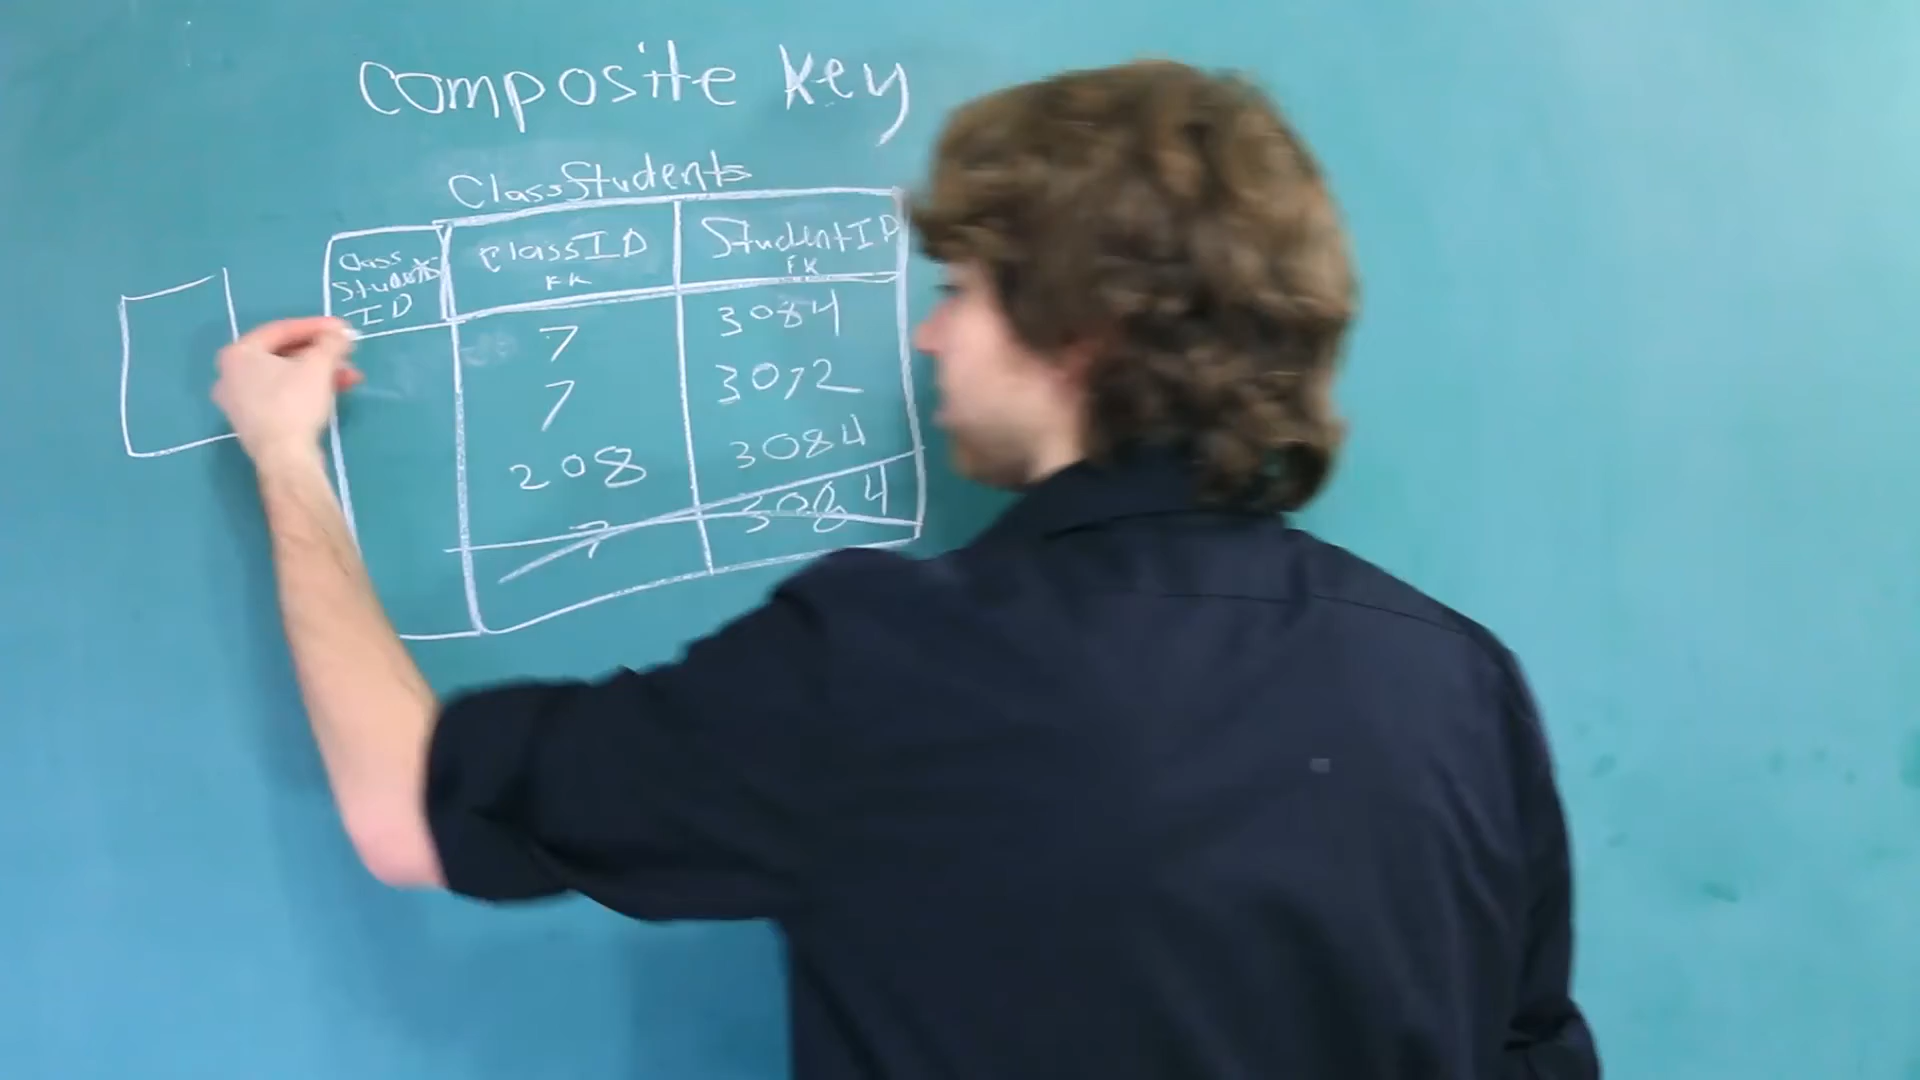 composite key
ClassStudents
Class
Students
ID
ClassID
FK
StudentID
FK
7 3084
7 3072
208 3084
7 3084